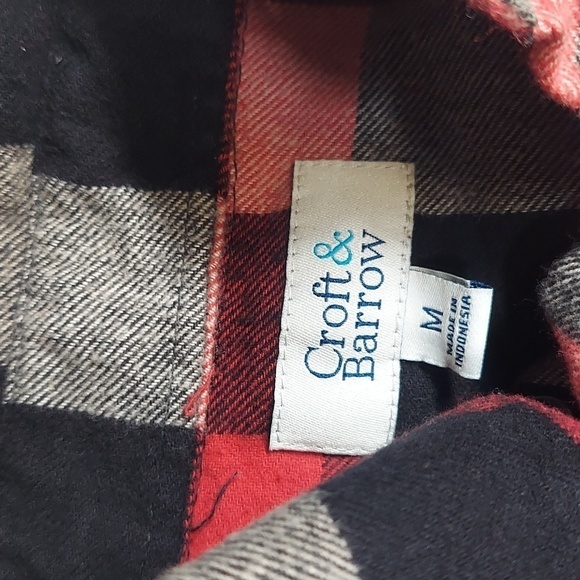 Croft &
Barrow
M
MADE IN
INDONESIA